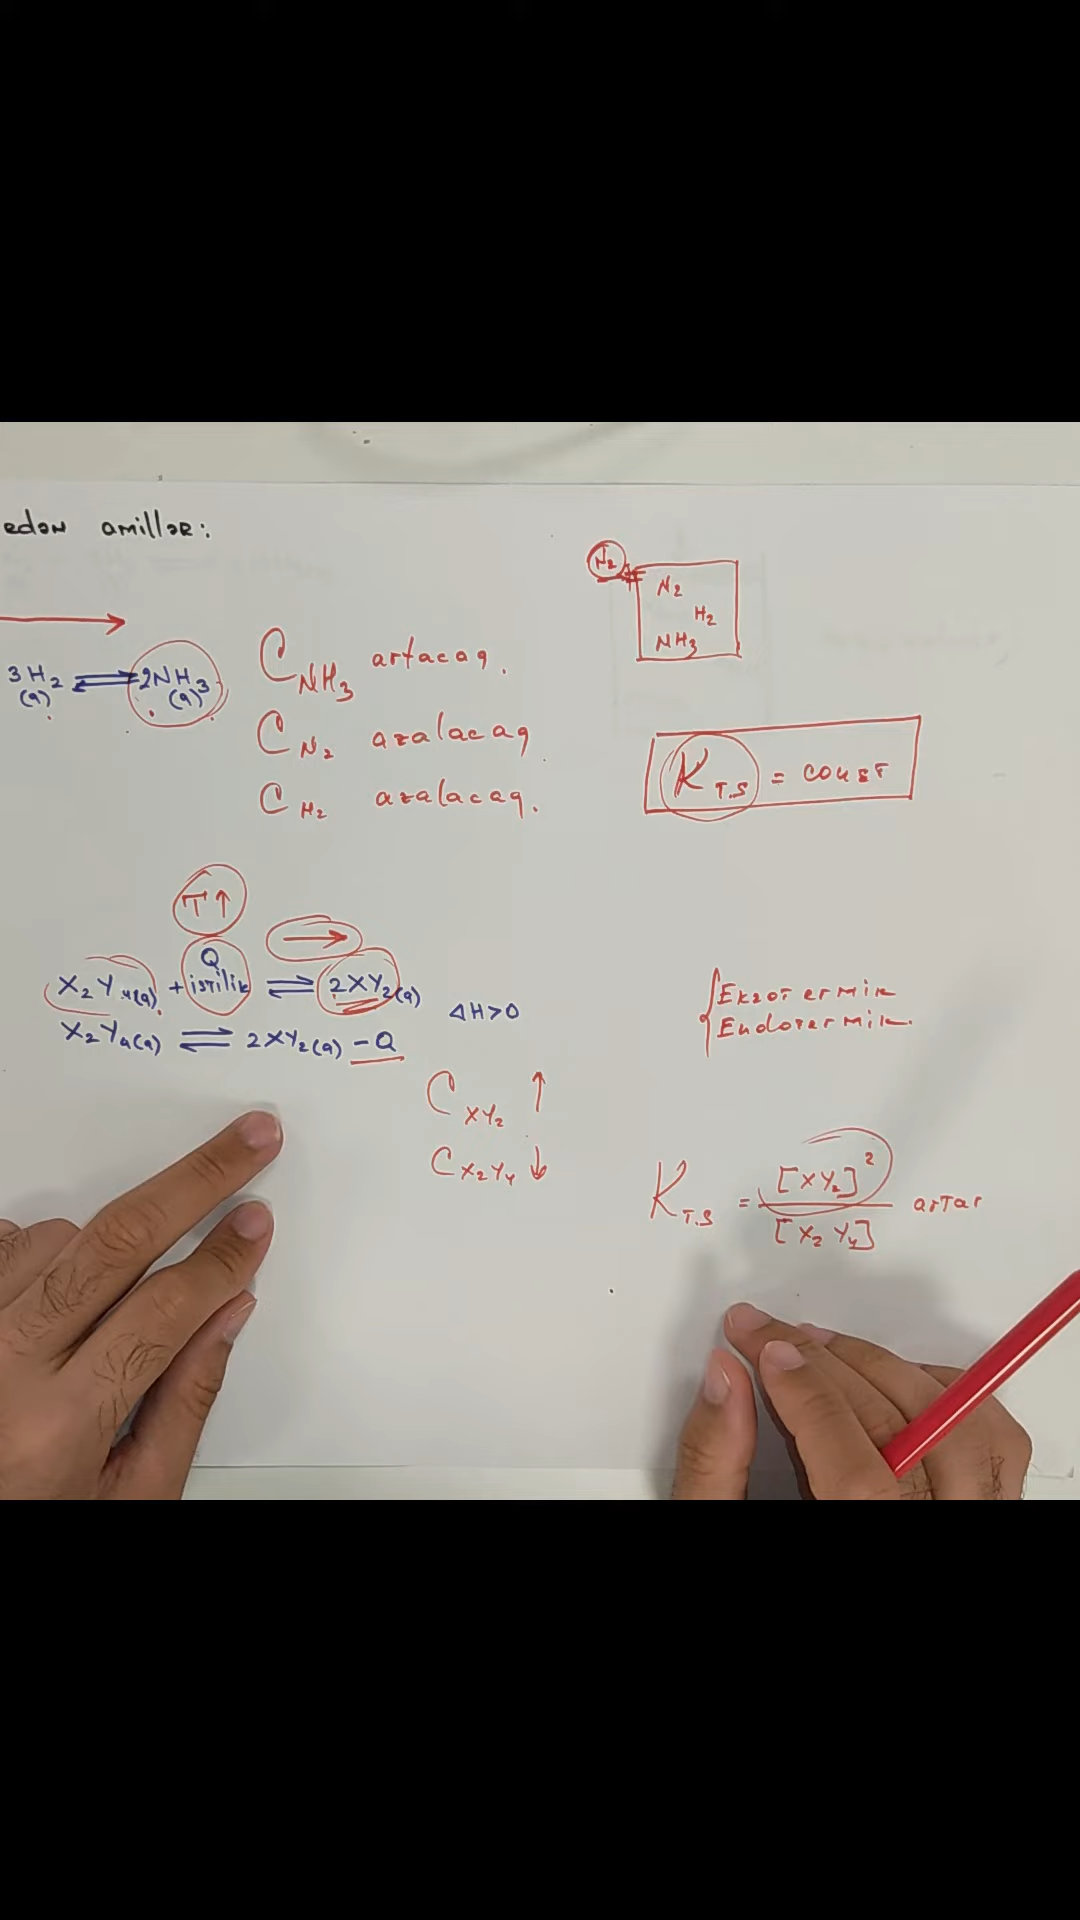 edən amillər:
N₂
N₂
H₂
NH₃
3H₂(q) ⇌ 2NH₃(q)
C NH₃ artacaq.
C N₂ azalacaq
C H₂ azalacaq.
K T.S = const
T↑
→
X₂Y₄(q) + Q istilik ⇌ 2XY₂(q) ΔH>0
X₂Y₄(q) ⇌ 2XY₂(q) – Q
Ekzotermik
Endotermik.
C XY₂ ↑
C X₂Y₄ ↓
K T.S = [XY₂]² / [X₂Y₄] artar